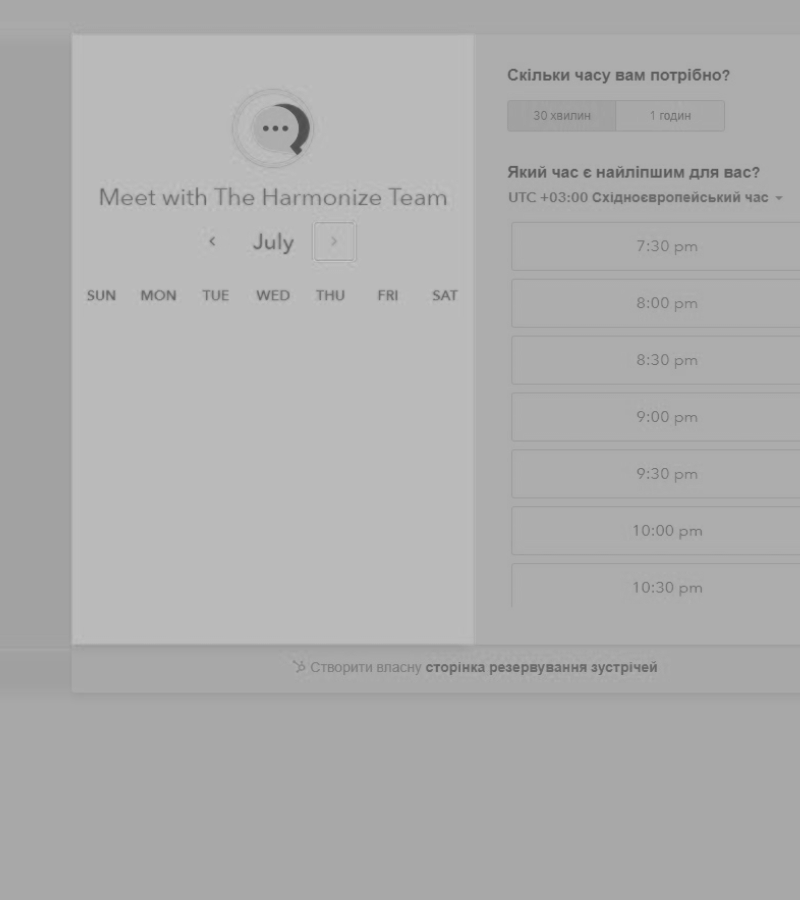 Meet with The Harmonize Team
July
SUN MON TUE WED THU FRI SAT
Скільки часу вам потрібно?
30 хвилин 1 годин
Який час є найліпшим для вас?
UTC +03:00 Східноєвропейський час
7:30 pm
8:00 pm
8:30 pm
9:00 pm
9:30 pm
10:00 pm
10:30 pm
Створити власну сторінка резервування зустрічей